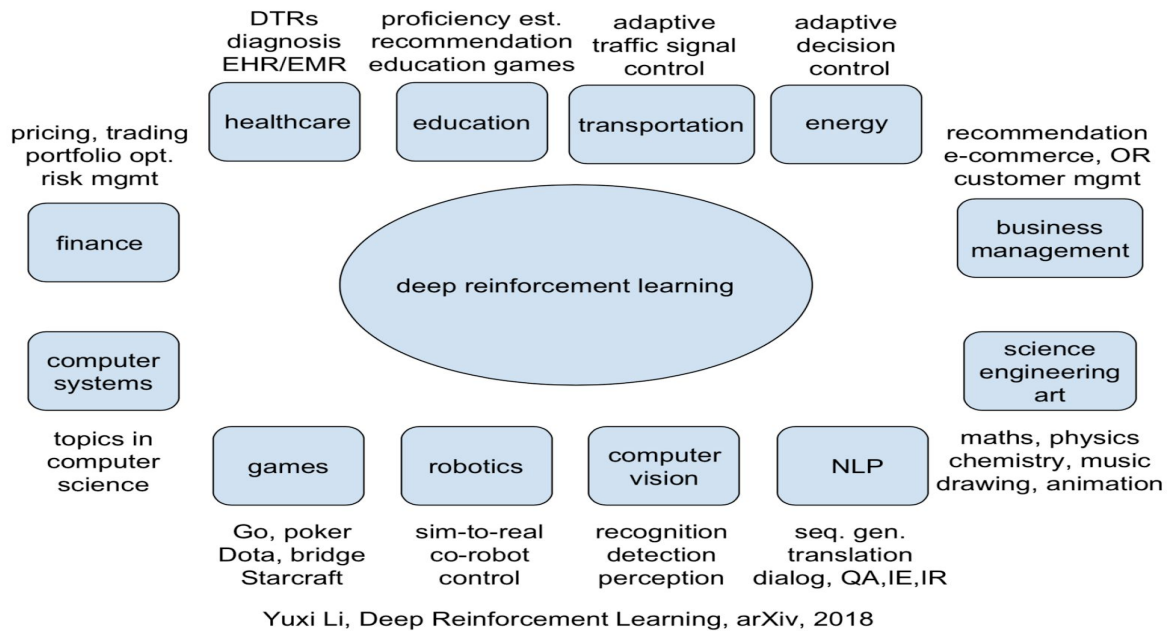 DTRs
diagnosis
EHR/EMR
healthcare
proficiency est.
recommendation
education games
education
adaptive
traffic signal
control
transportation
adaptive
decision
control
energy
pricing, trading
portfolio opt.
risk mgmt
finance
recommendation
e-commerce, OR
customer mgmt
business
management
deep reinforcement learning
computer
systems
topics in
computer
science
science
engineering
art
maths, physics
chemistry, music
drawing, animation
games
Go, poker
Dota, bridge
Starcraft
robotics
sim-to-real
co-robot
control
computer
vision
recognition
detection
perception
NLP
seq. gen.
translation
dialog, QA,IE,IR
Yuxi Li, Deep Reinforcement Learning, arXiv, 2018